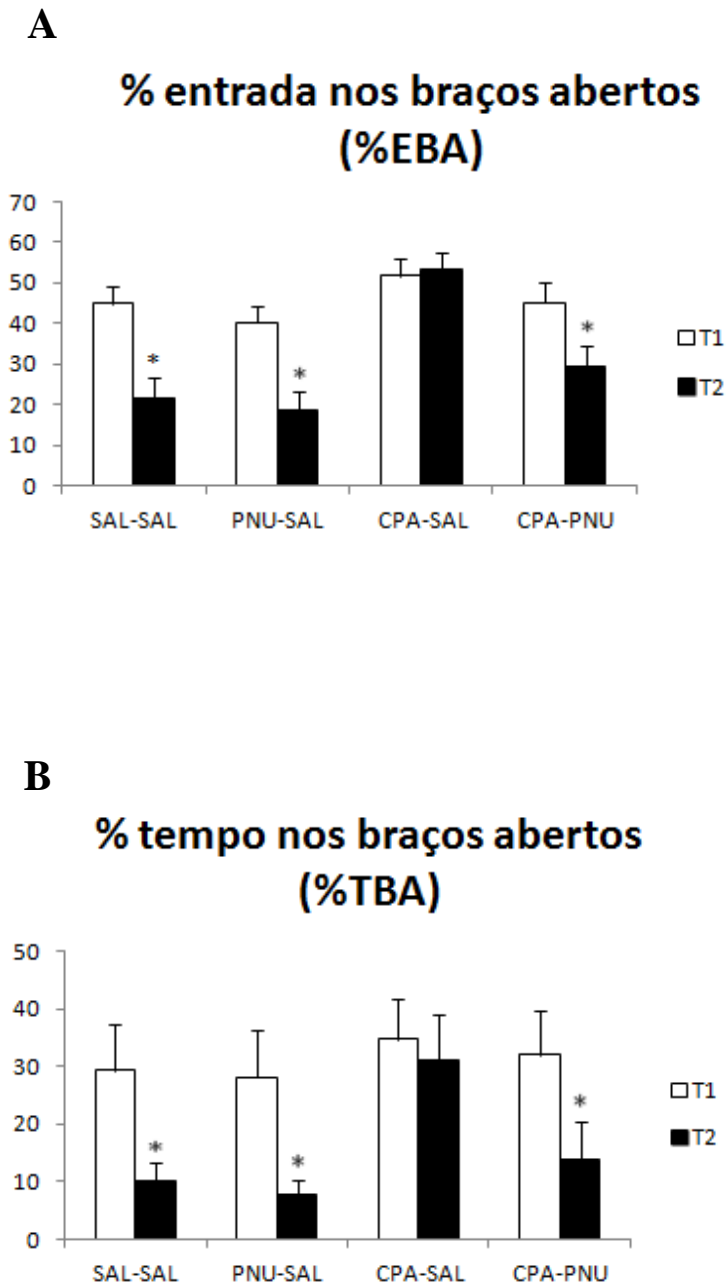 A
% entrada nos braços abertos
(%EBA)
70
60
50
40
30
20
10
0
*
*
*
SAL-SAL PNU-SAL CPA-SAL CPA-PNU
T1
T2
B
% tempo nos braços abertos
(%TBA)
50
40
30
20
10
0
*
*
*
SAL-SAL PNU-SAL CPA-SAL CPA-PNU
T1
T2